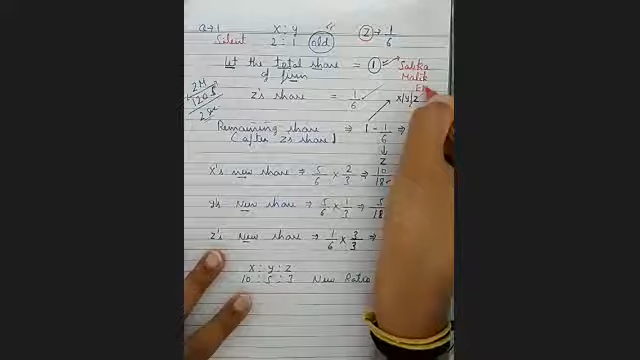 Q→1 x : y Z → 1/6
Silent 2 : 1 old
Let the total share = 1 ⇒ Sabka
of firm Malik
z's share = 1/6 x/y/z
2M
120 S
Remaining share ⇒ 1 - 1/6 ⇒
(after z's share) ↓
z
x's new share ⇒ 5/6 × 2/3 ⇒ 10/18
y's new share ⇒ 5/6 × 1/3 ⇒ 5/18
z's new share ⇒ 1/6 × 3/3 ⇒
x : y : z
10 : 5 : 3 New Ratio